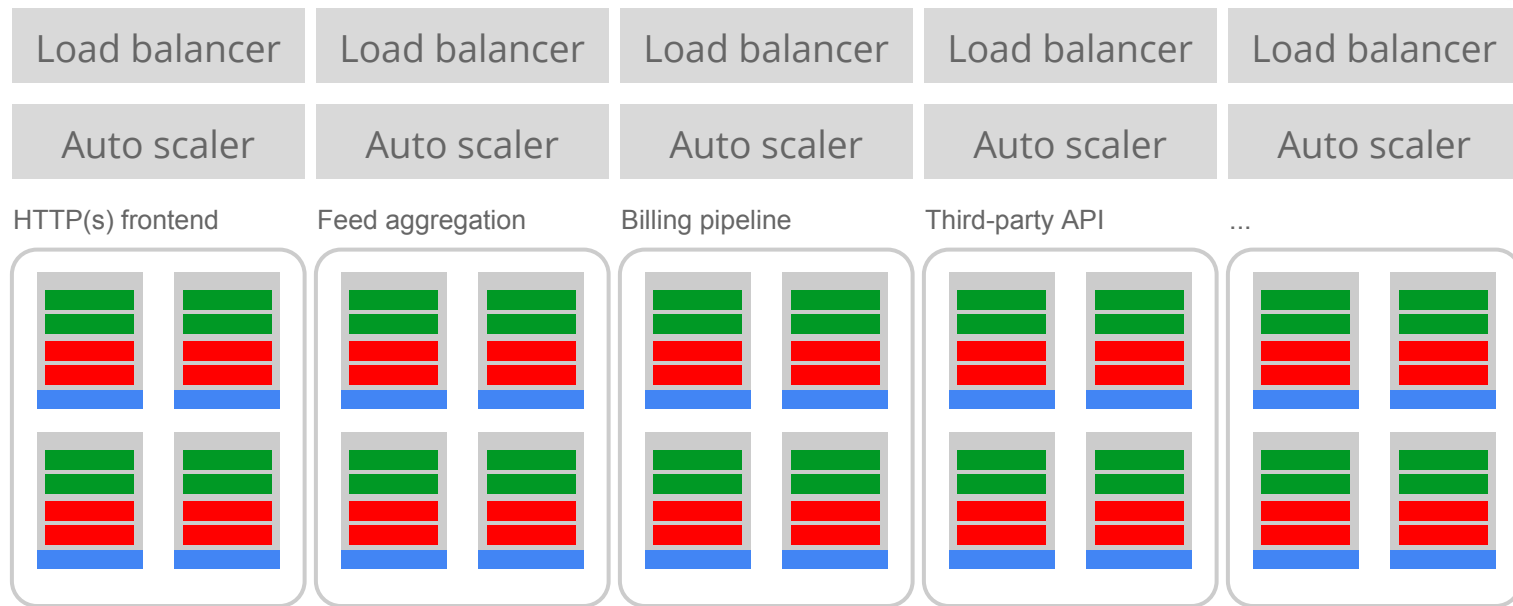 Load balancer Load balancer Load balancer Load balancer Load balancer
Auto scaler Auto scaler Auto scaler Auto scaler Auto scaler
HTTP(s) frontend Feed aggregation Billing pipeline Third-party API ...